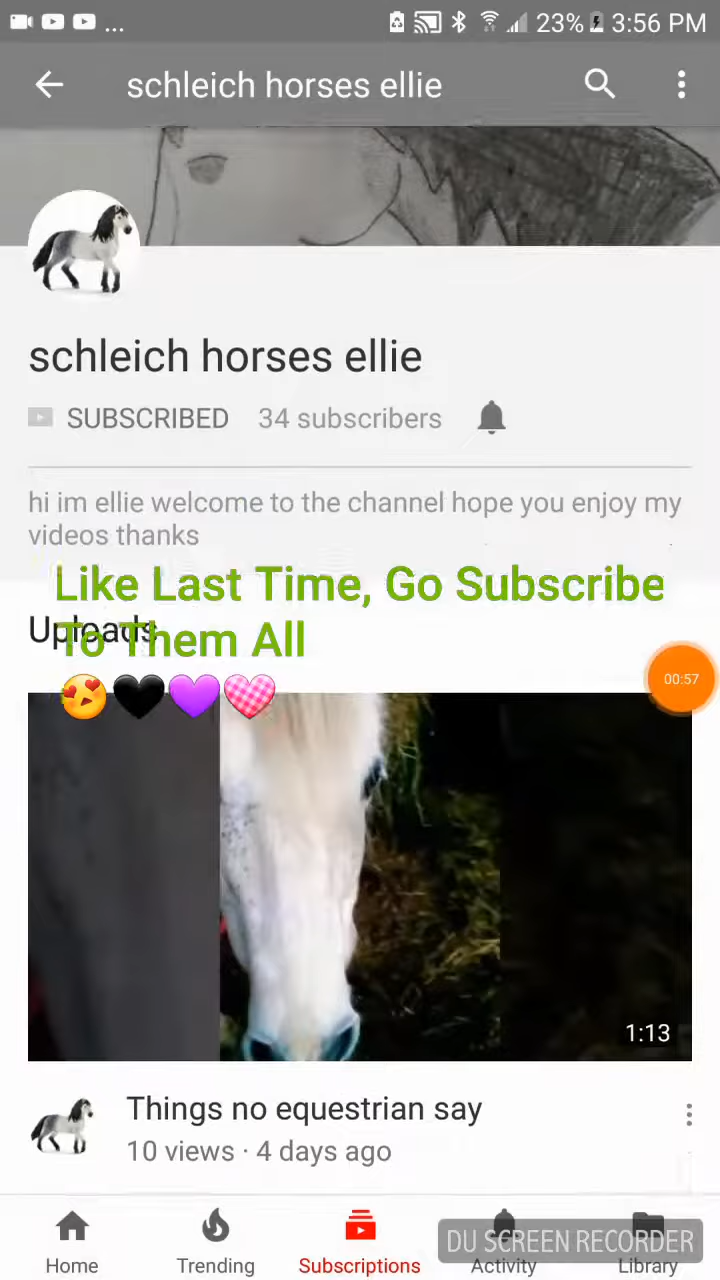 ... 23% 3:56 PM
schleich horses ellie
schleich horses ellie
SUBSCRIBED 34 subscribers
hi im ellie welcome to the channel hope you enjoy my
videos thanks
Like Last Time, Go Subscribe
Uploads
To Them All
00:57
1:13
Things no equestrian say
10 views · 4 days ago
DU SCREEN RECORDER
Home Trending Subscriptions Activity Library